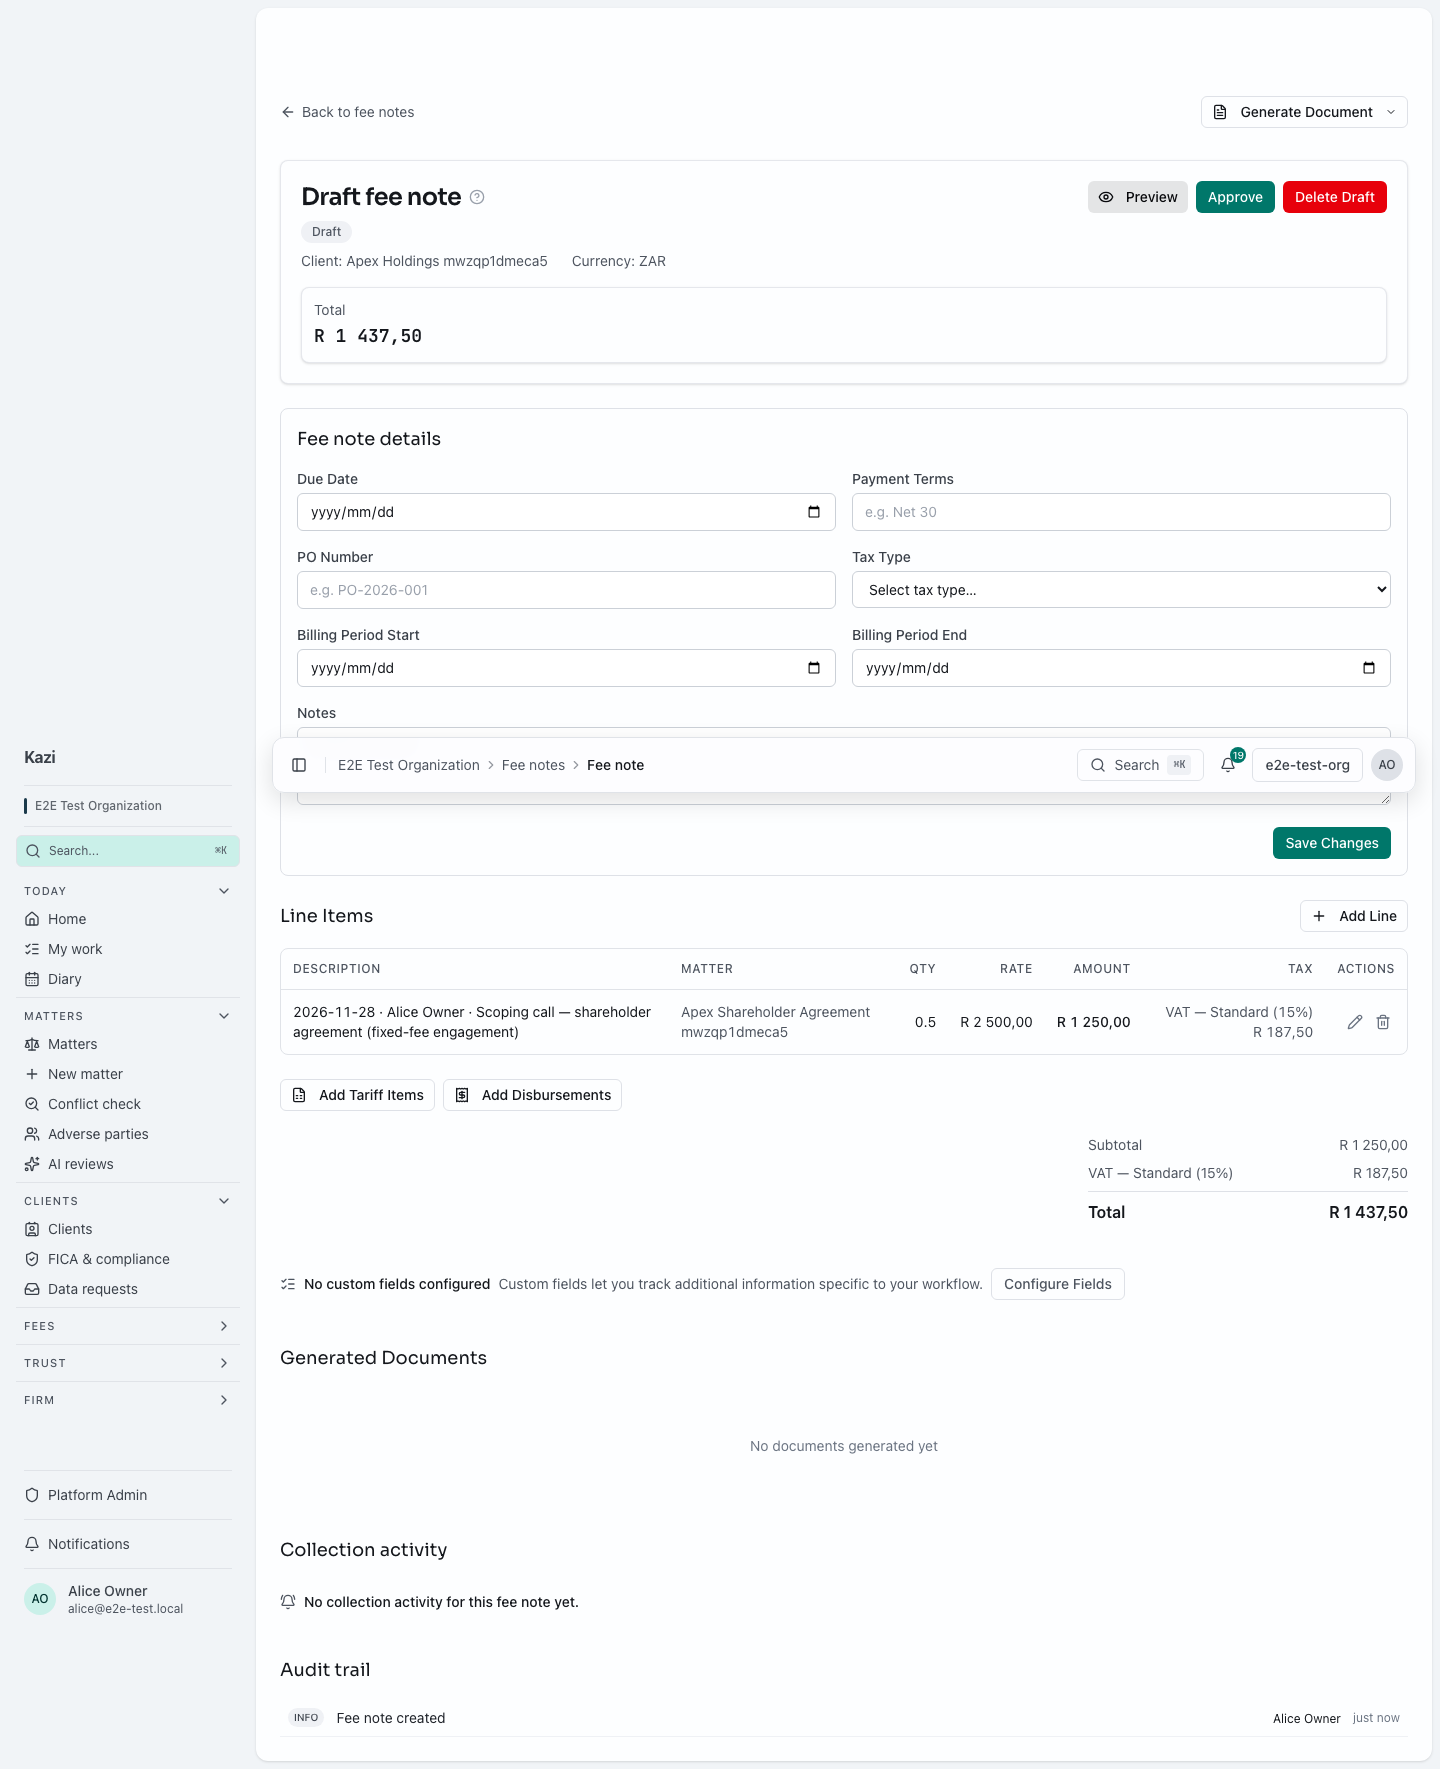 Back to fee notes
Generate Document
Draft fee note
Preview
Approve
Delete Draft
Draft
Client: Apex Holdings mwzqp1dmeca5
Currency: ZAR
Total
R 1 437,50
Fee note details
Due Date
Payment Terms
yyyy/mm/dd
e.g. Net 30
PO Number
Tax Type
e.g. PO-2026-001
Select tax type...
Billing Period Start
Billing Period End
yyyy/mm/dd
yyyy/mm/dd
Notes
Kazi
E2E Test Organization
Fee notes
Fee note
Search
⌘K
19
e2e-test-org
AO
E2E Test Organization
Search...
⌘K
TODAY
Home
My work
Diary
MATTERS
Matters
New matter
Conflict check
Adverse parties
AI reviews
CLIENTS
Clients
FICA & compliance
Data requests
FEES
TRUST
FIRM
Platform Admin
Notifications
AO
Alice Owner
alice@e2e-test.local
Save Changes
Line Items
Add Line
DESCRIPTION
MATTER
QTY
RATE
AMOUNT
TAX
ACTIONS
2026-11-28 · Alice Owner · Scoping call — shareholder
agreement (fixed-fee engagement)
Apex Shareholder Agreement
mwzqp1dmeca5
0.5
R 2 500,00
R 1 250,00
VAT — Standard (15%)
R 187,50
Add Tariff Items
Add Disbursements
Subtotal
R 1 250,00
VAT — Standard (15%)
R 187,50
Total
R 1 437,50
No custom fields configured
Custom fields let you track additional information specific to your workflow.
Configure Fields
Generated Documents
No documents generated yet
Collection activity
No collection activity for this fee note yet.
Audit trail
INFO
Fee note created
Alice Owner
just now